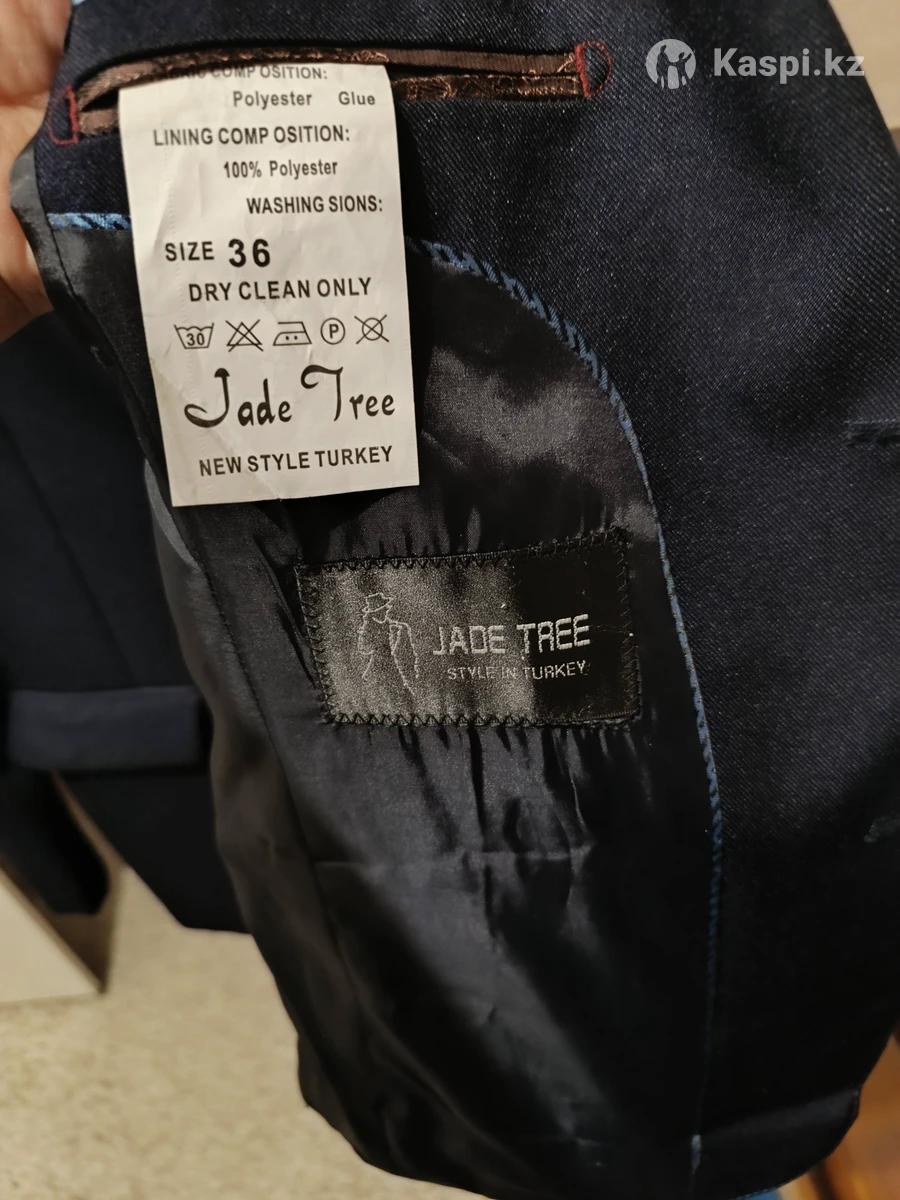 Kaspi.kz
COMP OSITION:
Polyester Glue
LINING COMP OSITION:
100% Polyester
WASHING SIONS:
SIZE 36
DRY CLEAN ONLY
30 P
Jade Tree
NEW STYLE TURKEY
JADE TREE
STYLE IN TURKEY